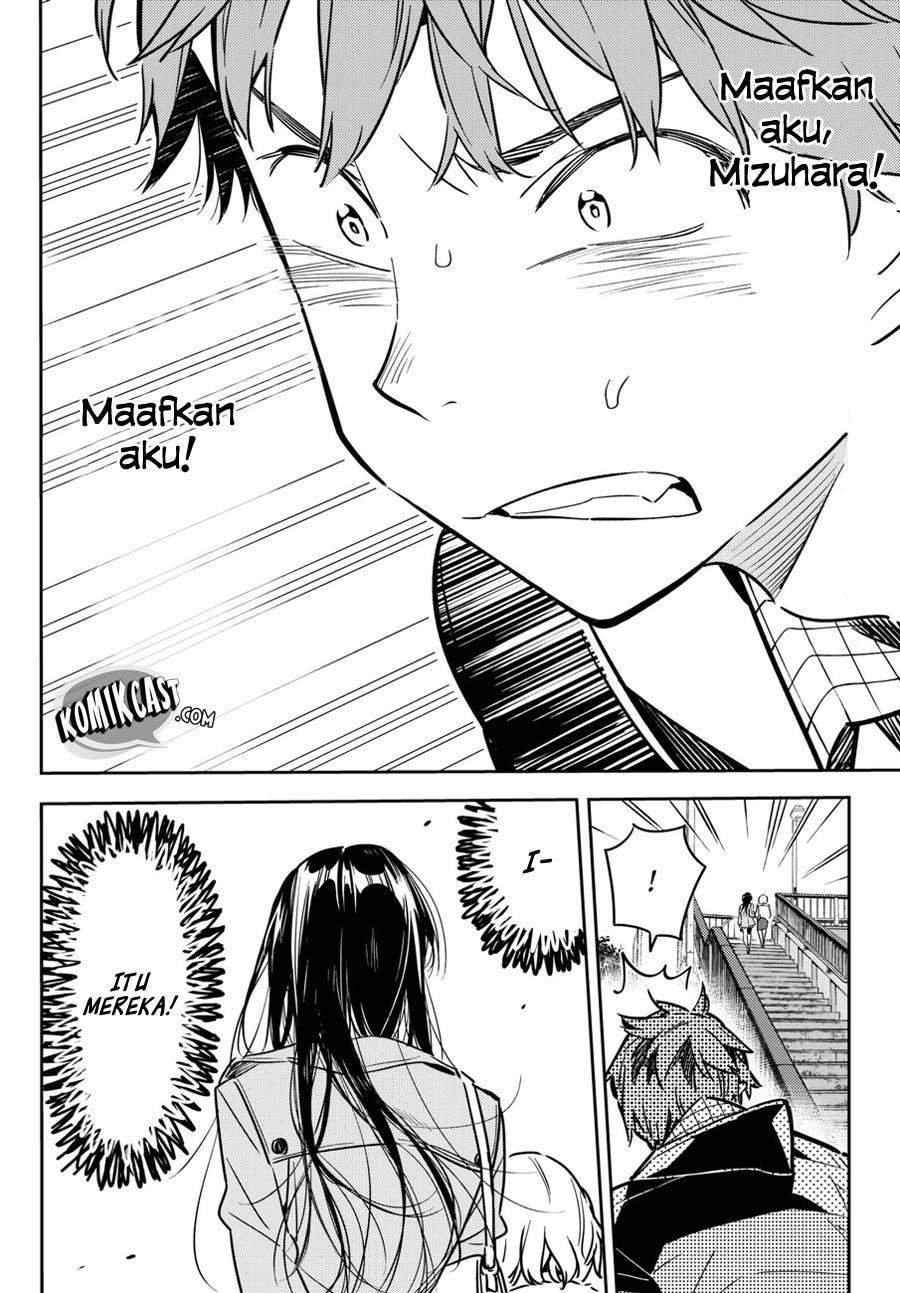 Maafkan
aku,
Mizuhara!
Maafkan
aku!
KOMIKCAST
.COM
!
I-
ITU
MEREKA!